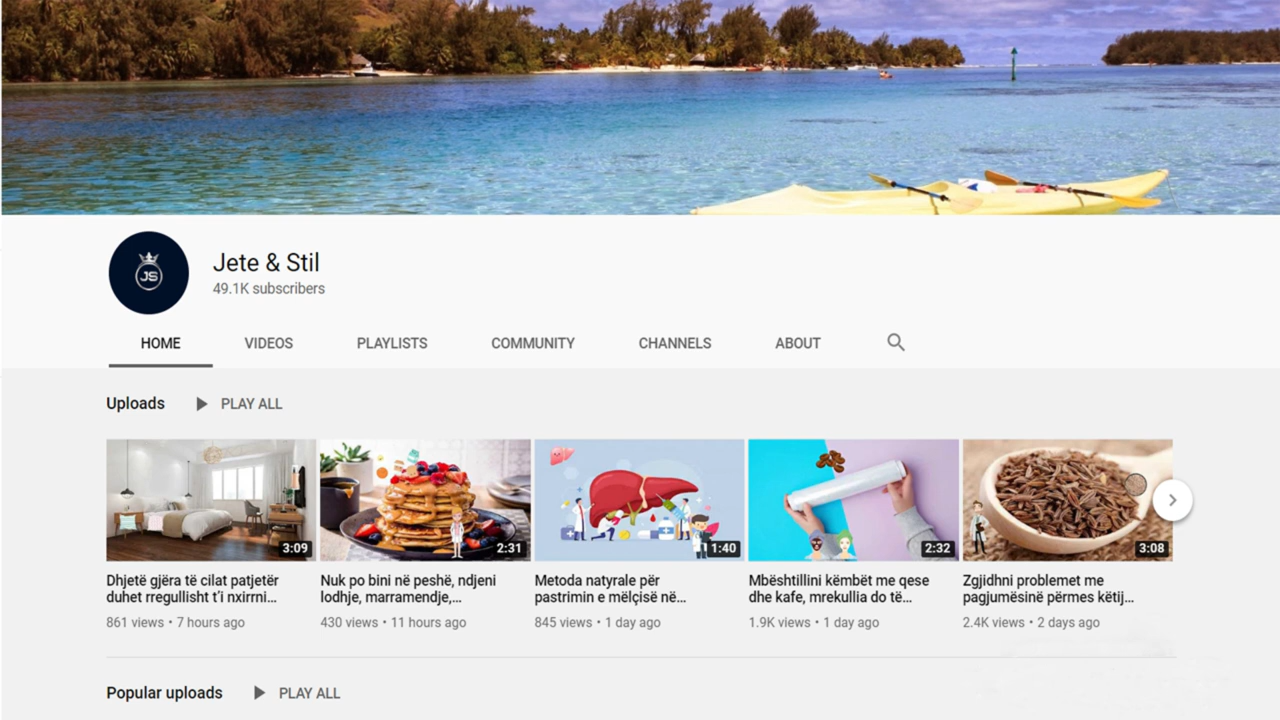 JS
Jete & Stil
49.1K subscribers
HOME VIDEOS PLAYLISTS COMMUNITY CHANNELS ABOUT
Uploads PLAY ALL
3:09 2:31 1:40 2:32 3:08
Dhjetë gjëra të cilat patjetër
duhet rregullisht t'i nxirrni...
861 views • 7 hours ago
Nuk po bini në peshë, ndjeni
lodhje, marramendje,...
430 views • 11 hours ago
Metoda natyrale për
pastrimin e mëlçisë në...
845 views • 1 day ago
Mbështillini këmbët me qese
dhe kafe, mrekullia do të...
1.9K views • 1 day ago
Zgjidhni problemet me
pagjumësinë përmes këtij...
2.4K views • 2 days ago
Popular uploads PLAY ALL